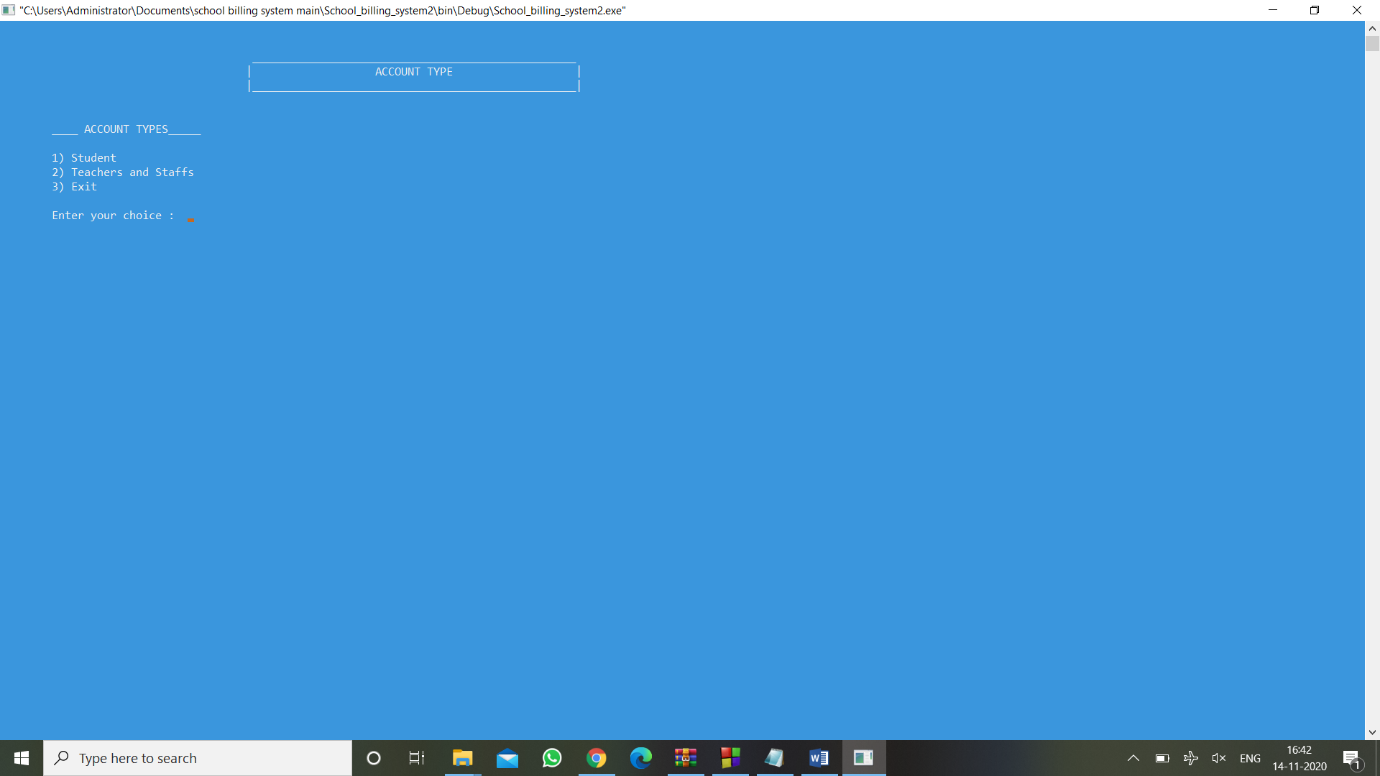 "C:\Users\Administrator\Documents\school billing system main\School_billing_system2\bin\Debug\School_billing_system2.exe"
ACCOUNT TYPE
____ ACCOUNT TYPES_____
1) Student
2) Teachers and Staffs
3) Exit
Enter your choice :
Type here to search
ENG
16:42
14-11-2020
1